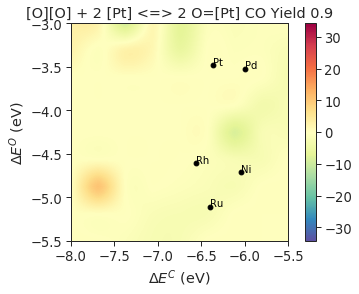 [O][O] + 2 [Pt] <=> 2 O=[Pt] CO Yield 0.9
−3.0
−3.5
−4.0
−4.5
−5.0
−5.5
ΔE^O (eV)
Pt
Pd
Rh
Ni
Ru
−8.0 −7.5 −7.0 −6.5 −6.0 −5.5
ΔE^C (eV)
30
20
10
0
−10
−20
−30